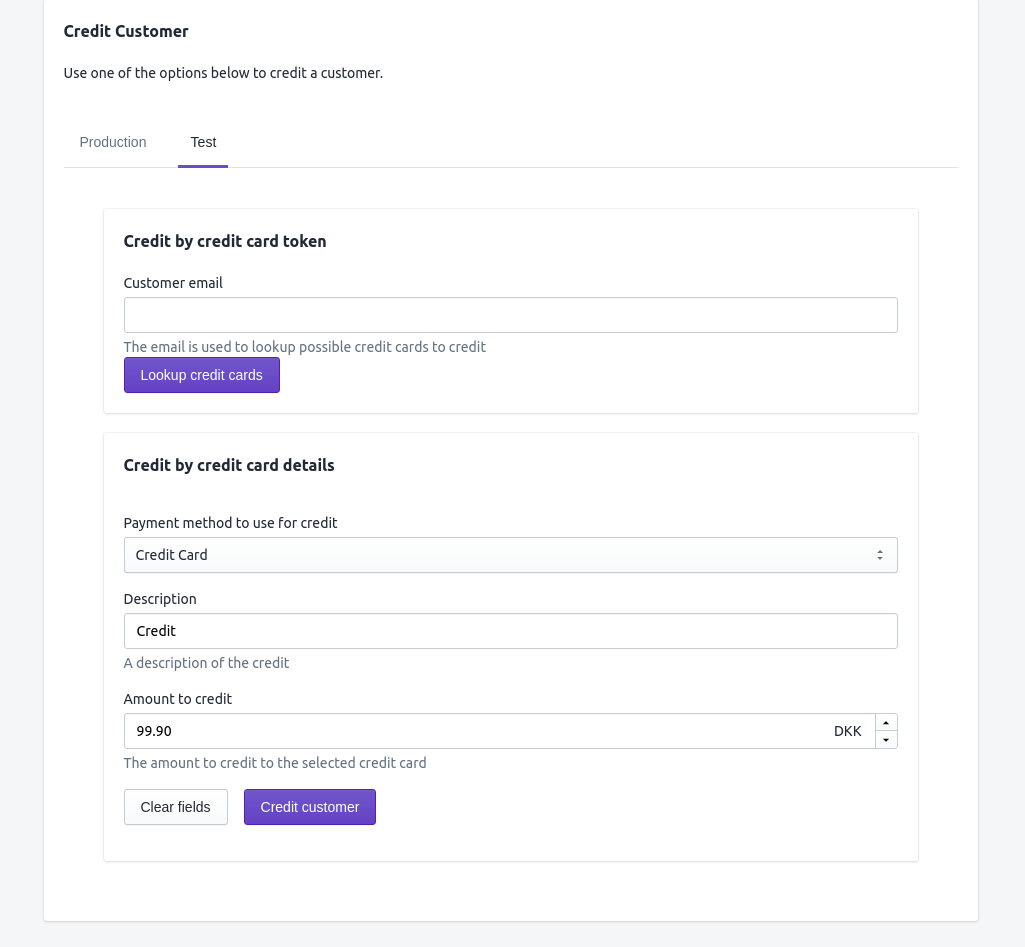 Credit Customer
Use one of the options below to credit a customer.
Production Test
Credit by credit card token
Customer email
The email is used to lookup possible credit cards to credit
Lookup credit cards
Credit by credit card details
Payment method to use for credit
Credit Card
Description
Credit
A description of the credit
Amount to credit
99.90 DKK
The amount to credit to the selected credit card
Clear fields Credit customer